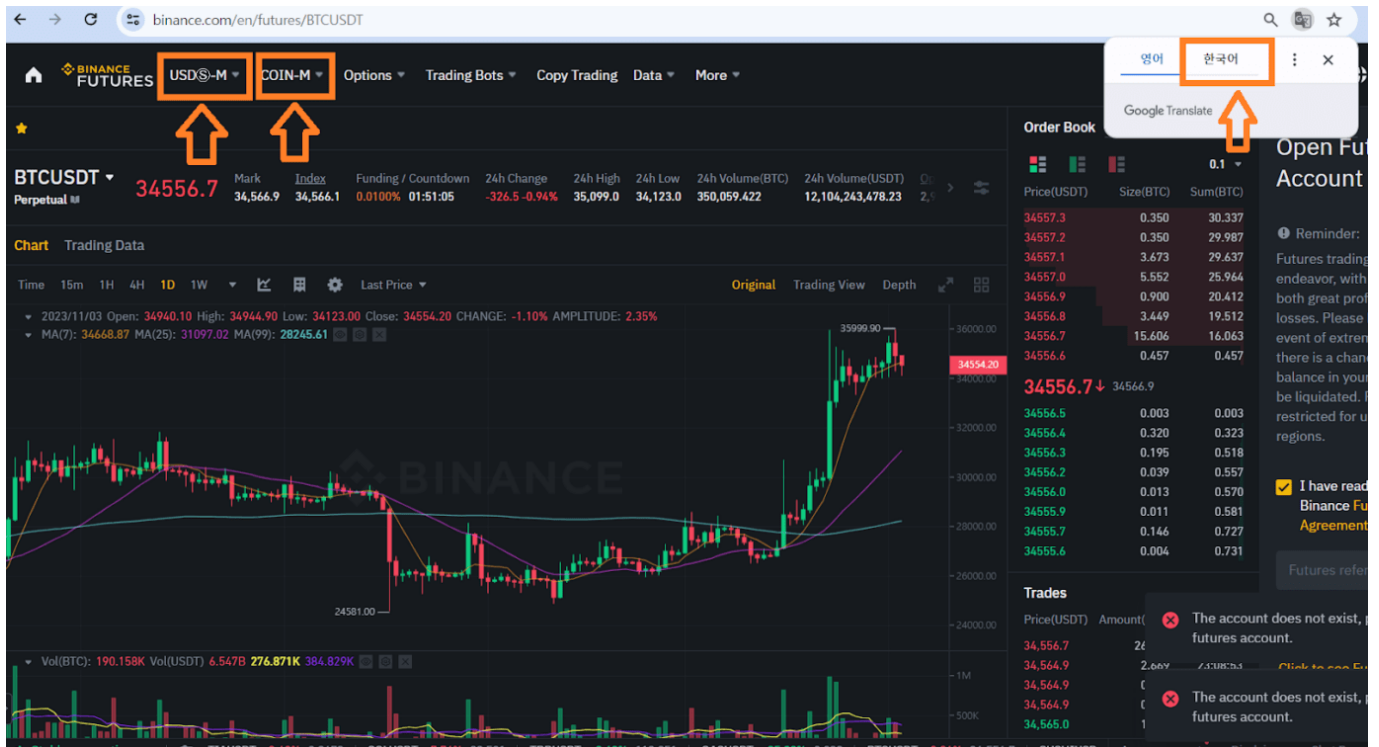 binance.com/en/futures/BTCUSDT
영어 한국어
Google Translate
BINANCE
FUTURES
USDⓈ-M COIN-M Options Trading Bots Copy Trading Data More
BTCUSDT
Perpetual
34556.7
Mark Index Funding / Countdown 24h Change 24h High 24h Low 24h Volume(BTC) 24h Volume(USDT)
34,566.9 34,566.1 0.0100% 01:51:05 -326.5 -0.94% 35,099.0 34,123.0 350,059.422 12,104,243,478.23
Chart Trading Data
Time 15m 1H 4H 1D 1W Last Price Original Trading View Depth
2023/11/03 Open: 34940.10 High: 34944.90 Low: 34123.00 Close: 34554.20 CHANGE: -1.10% AMPLITUDE: 2.35%
MA(7): 34668.87 MA(25): 31097.02 MA(99): 28245.61
35999.90
36000.00
34554.20
34000.00
32000.00
30000.00
BINANCE
28000.00
26000.00
24581.00
24000.00
Vol(BTC): 190.158K Vol(USDT) 6.547B 276.871K 384.829K
1M
500K
Order Book
0.1
Price(USDT) Size(BTC) Sum(BTC)
34557.3 0.350 30.337
34557.2 0.350 29.987
34557.1 3.673 29.637
34557.0 5.552 25.964
34556.9 0.900 20.412
34556.8 3.449 19.512
34556.7 15.606 16.063
34556.6 0.457 0.457
34556.7↓ 34566.9
34556.5 0.003 0.003
34556.4 0.320 0.323
34556.3 0.195 0.518
34556.2 0.039 0.557
34556.0 0.013 0.570
34555.9 0.011 0.581
34555.7 0.146 0.727
34555.6 0.004 0.731
Trades
Price(USDT) Amount(
34,556.7 26
34,564.9 2.669 23:08:53
34,564.9
34,564.9
34,565.0 1
Open Fut
Account
Reminder:
Futures trading
endeavor, with
both great prof
losses. Please
event of extrem
there is a chan
balance in your
be liquidated. F
restricted for u
regions.
I have read
Binance Fu
Agreement
Futures refer
The account does not exist, p
futures account.
Click to see Fu
The account does not exist, p
futures account.